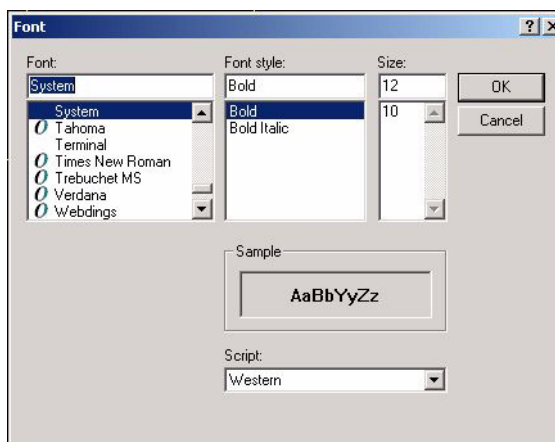 Font
Font:
Font style:
Size:
System
Bold
12
OK
System
Tahoma
Terminal
Times New Roman
Trebuchet MS
Verdana
Webdings
Bold
Bold Italic
10
Cancel
Sample
AaBbYyZz
Script:
Western